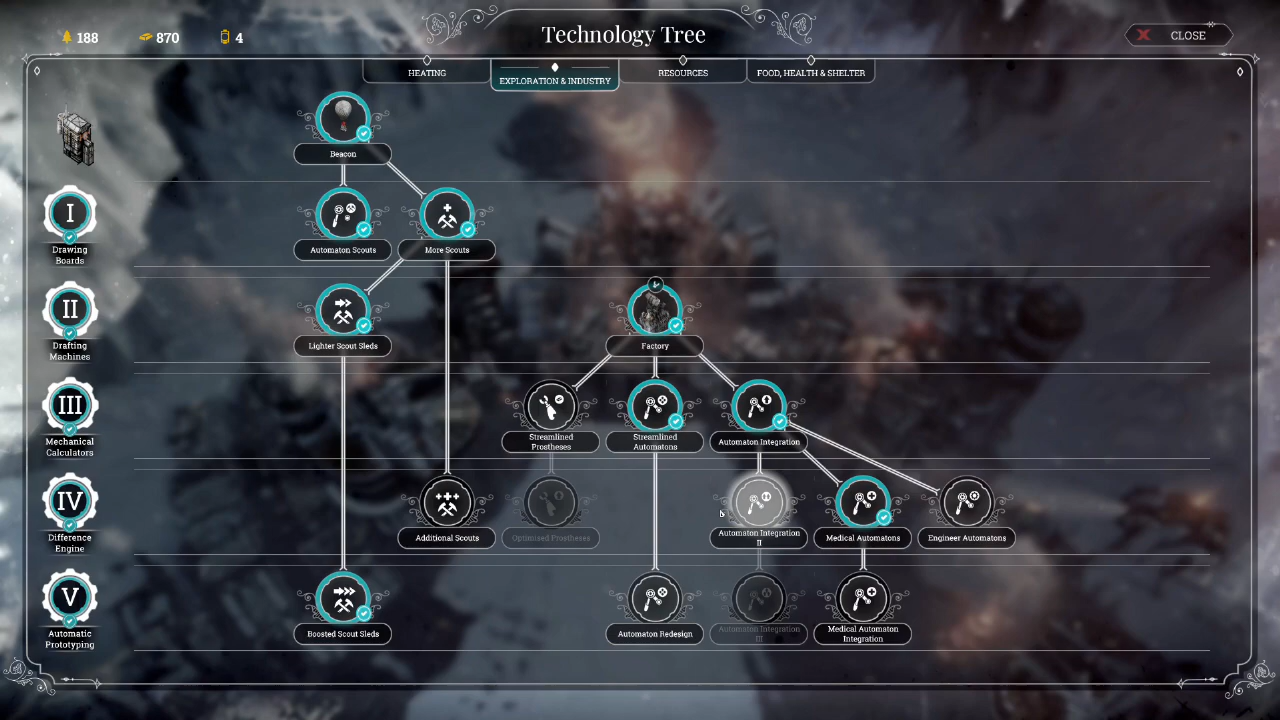 188
870
4
Technology Tree
CLOSE
HEATING
EXPLORATION & INDUSTRY
RESOURCES
FOOD, HEALTH & SHELTER
Beacon
I
Drawing
Boards
Automaton Scouts
More Scouts
II
Drafting
Machines
Lighter Scout Sleds
Factory
III
Mechanical
Calculators
Streamlined
Prostheses
Streamlined
Automatons
Automaton Integration
IV
Difference
Engine
Additional Scouts
Optimised Prostheses
Automaton Integration
II
Medical Automatons
Engineer Automatons
V
Automatic
Prototyping
Boosted Scout Sleds
Automaton Redesign
Automaton Integration
III
Medical Automaton
Integration